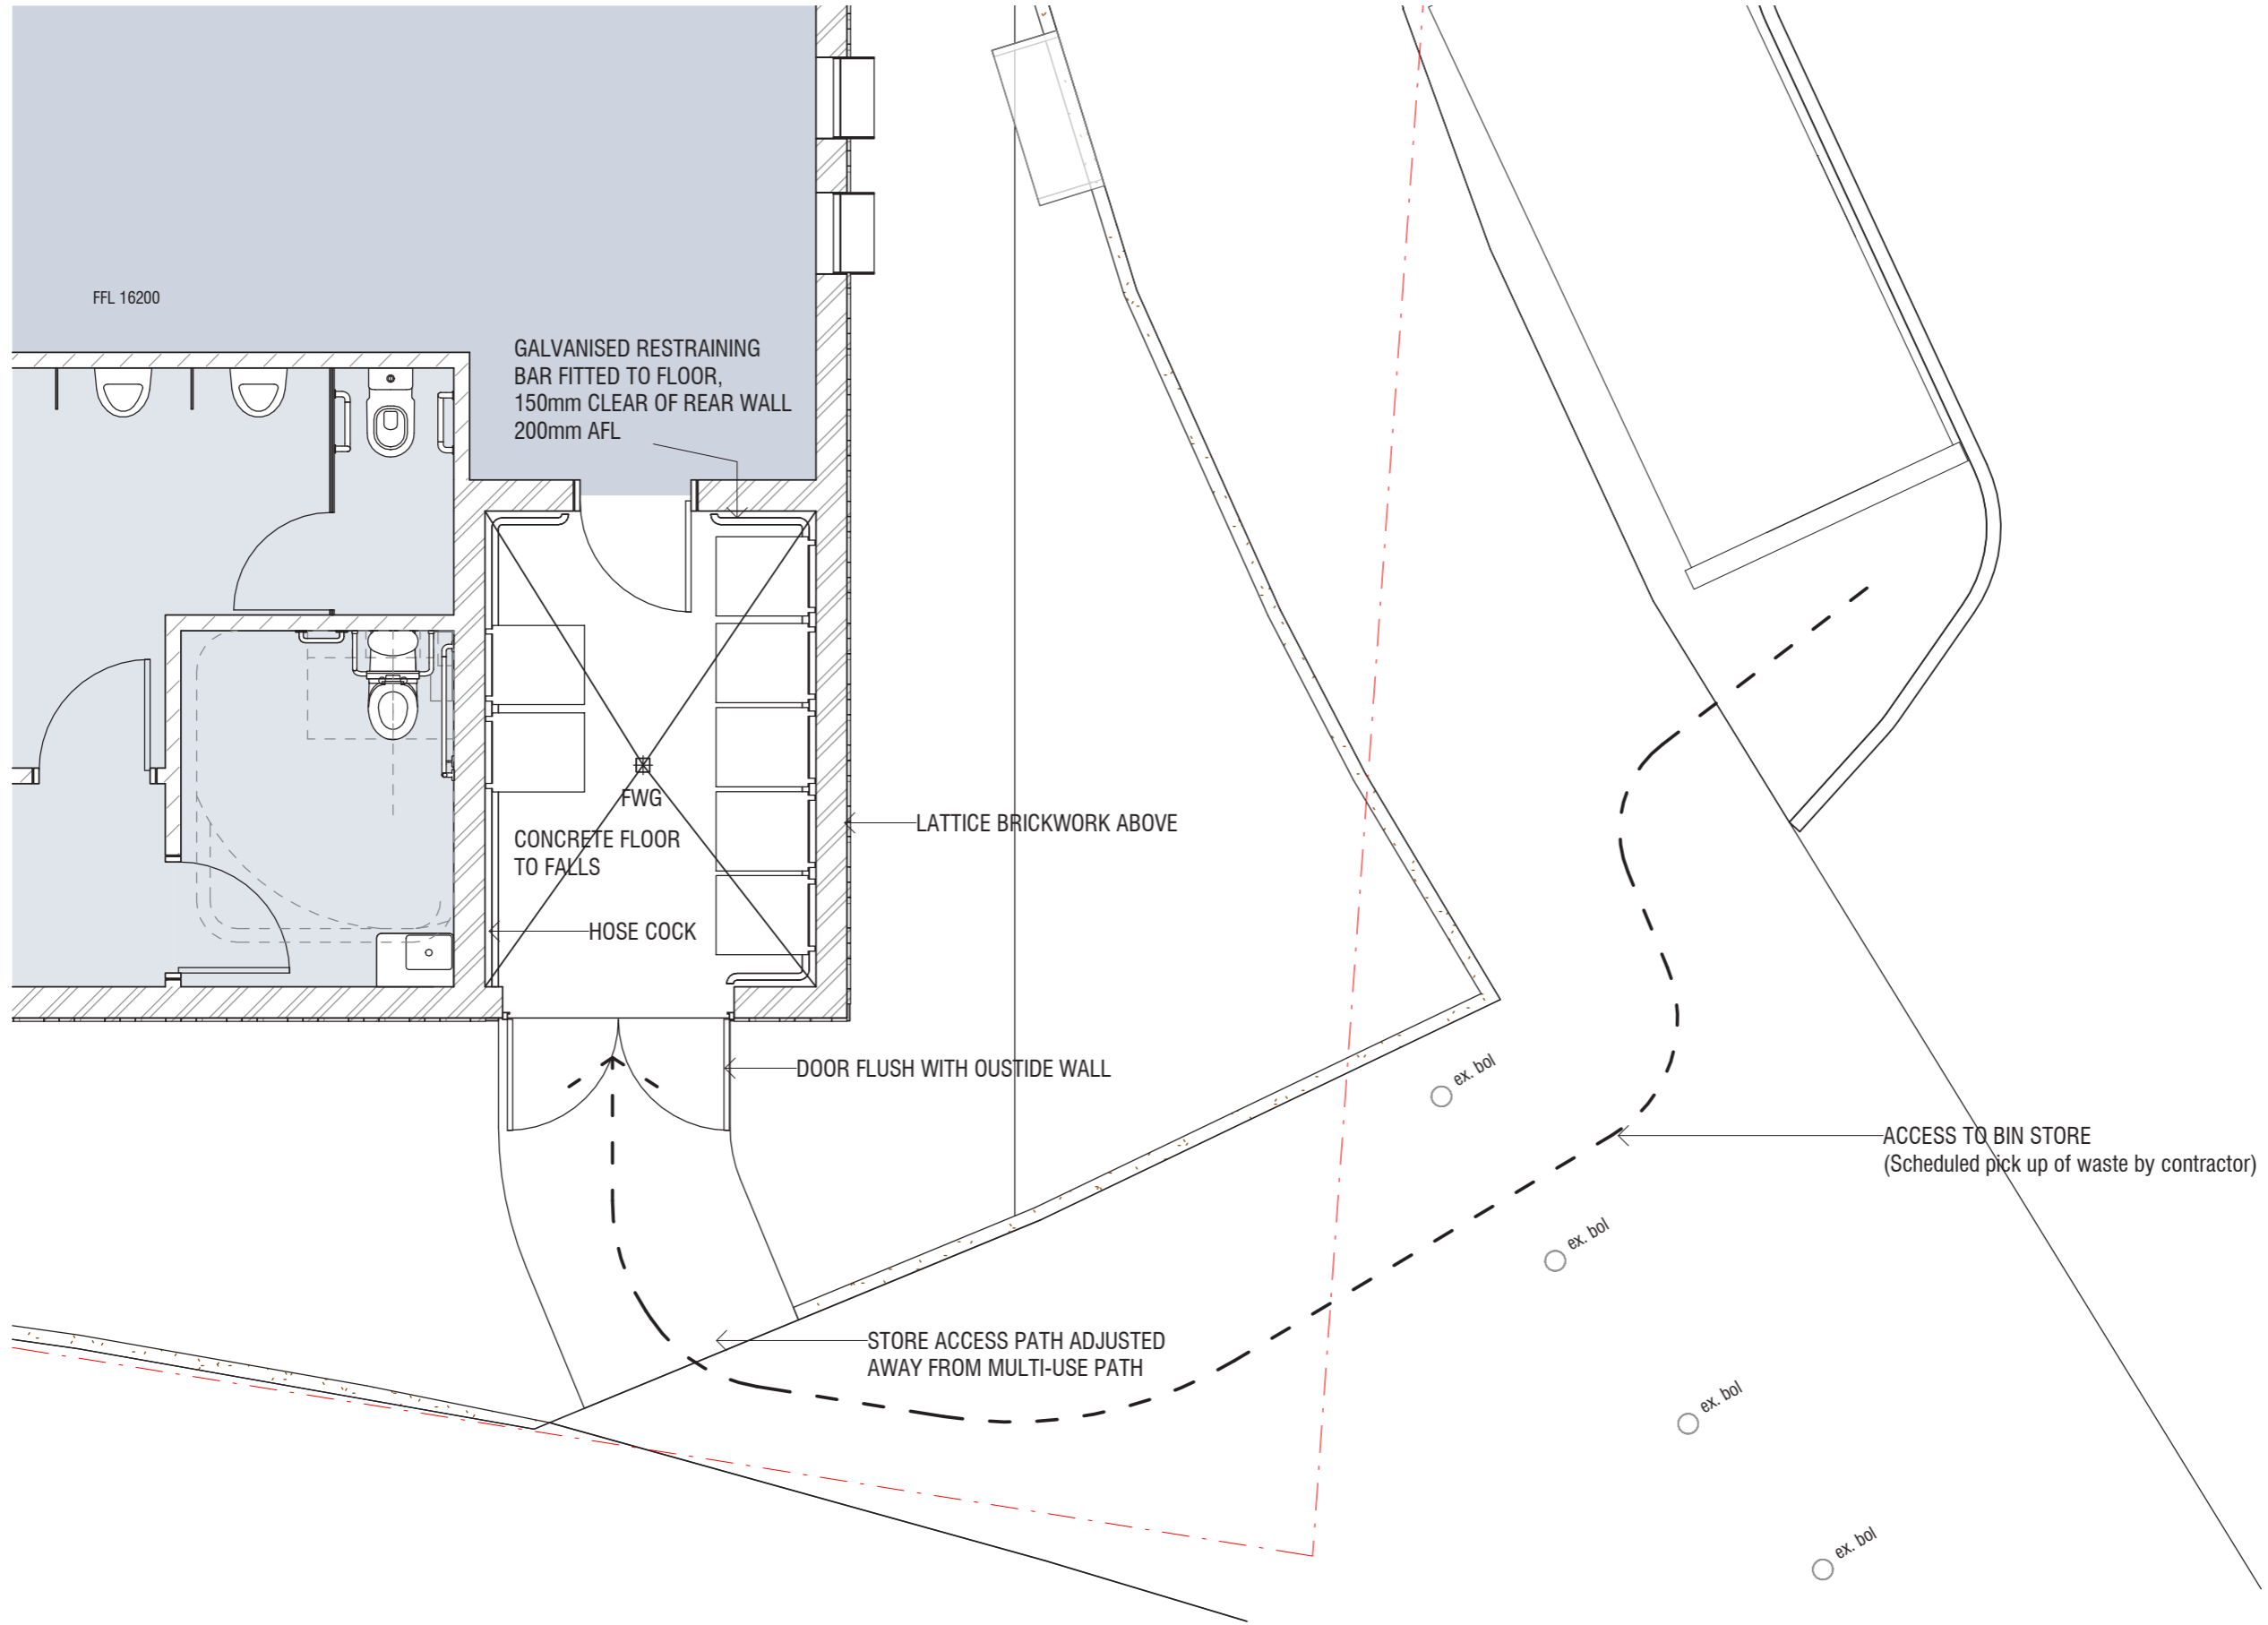 FFL 16200
GALVANISED RESTRAINING
BAR FITTED TO FLOOR,
150mm CLEAR OF REAR WALL
200mm AFL
FWG
LATTICE BRICKWORK ABOVE
CONCRETE FLOOR
TO FALLS
HOSE COCK
DOOR FLUSH WITH OUSTIDE WALL
ex. bol
ACCESS TO BIN STORE
(Scheduled pick up of waste by contractor)
ex. bol
STORE ACCESS PATH ADJUSTED
AWAY FROM MULTI-USE PATH
ex. bol
ex. bol